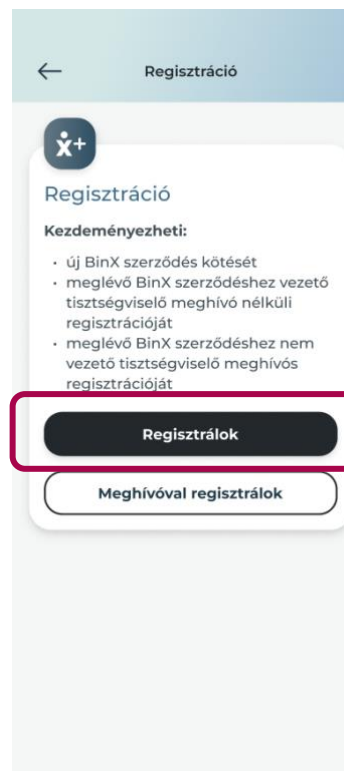 Regisztráció
Regisztráció
Kezdeményezheti:
• új BinX szerződés kötését
• meglévő BinX szerződéshez vezető
tisztségviselő meghívó nélküli
regisztrációját
• meglévő BinX szerződéshez nem
vezető tisztségviselő meghívós
regisztrációját
Regisztrálok
Meghívóval regisztrálok